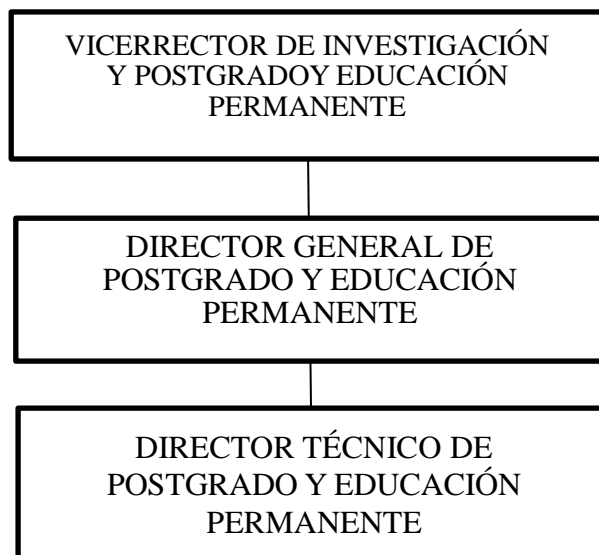 VICERRECTOR DE INVESTIGACIÓN
Y POSTGRADOY EDUCACIÓN
PERMANENTE
DIRECTOR GENERAL DE
POSTGRADO Y EDUCACIÓN
PERMANENTE
DIRECTOR TÉCNICO DE
POSTGRADO Y EDUCACIÓN
PERMANENTE